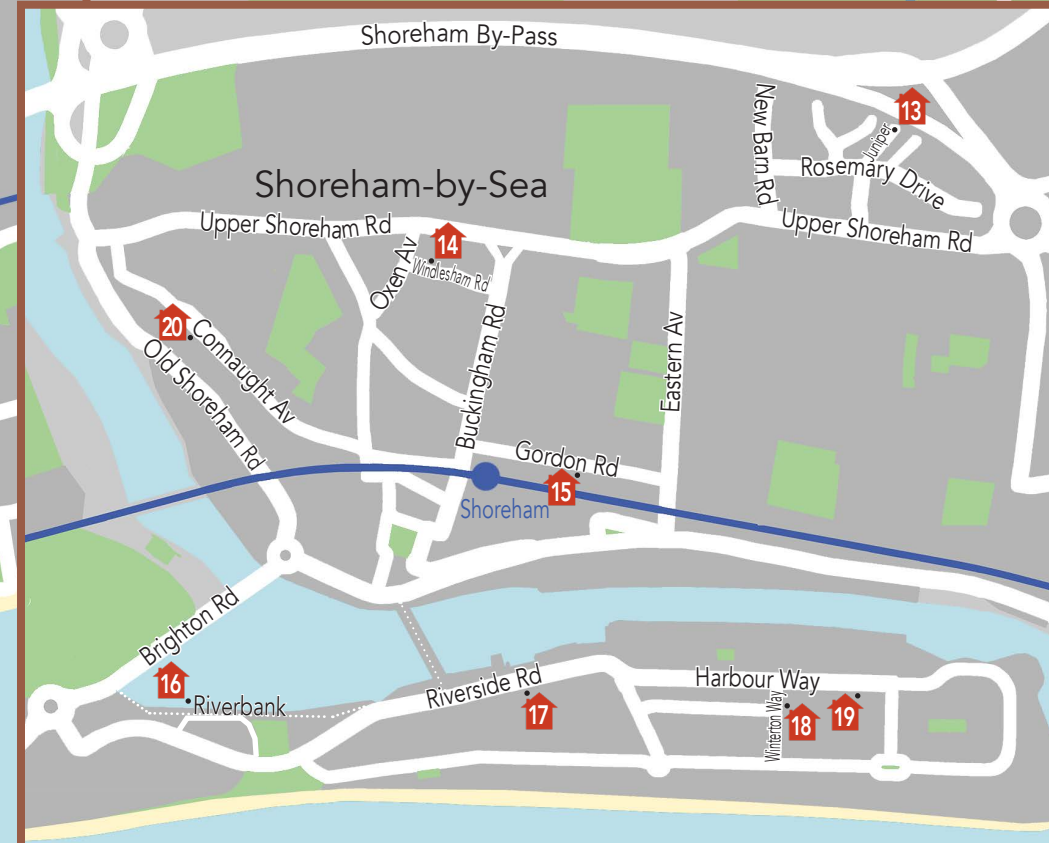 Shoreham By-Pass
13
New Barn Rd
Juniper
Rosemary Drive
Shoreham-by-Sea
Upper Shoreham Rd
14
Upper Shoreham Rd
Oxen Av
Windlesham Rd
20
Connaught Av
Old Shoreham Rd
Buckingham Rd
Eastern Av
Gordon Rd
15
Shoreham
Brighton Rd
16
Riverbank
Riverside Rd
17
Harbour Way
Winterton Way
18
19